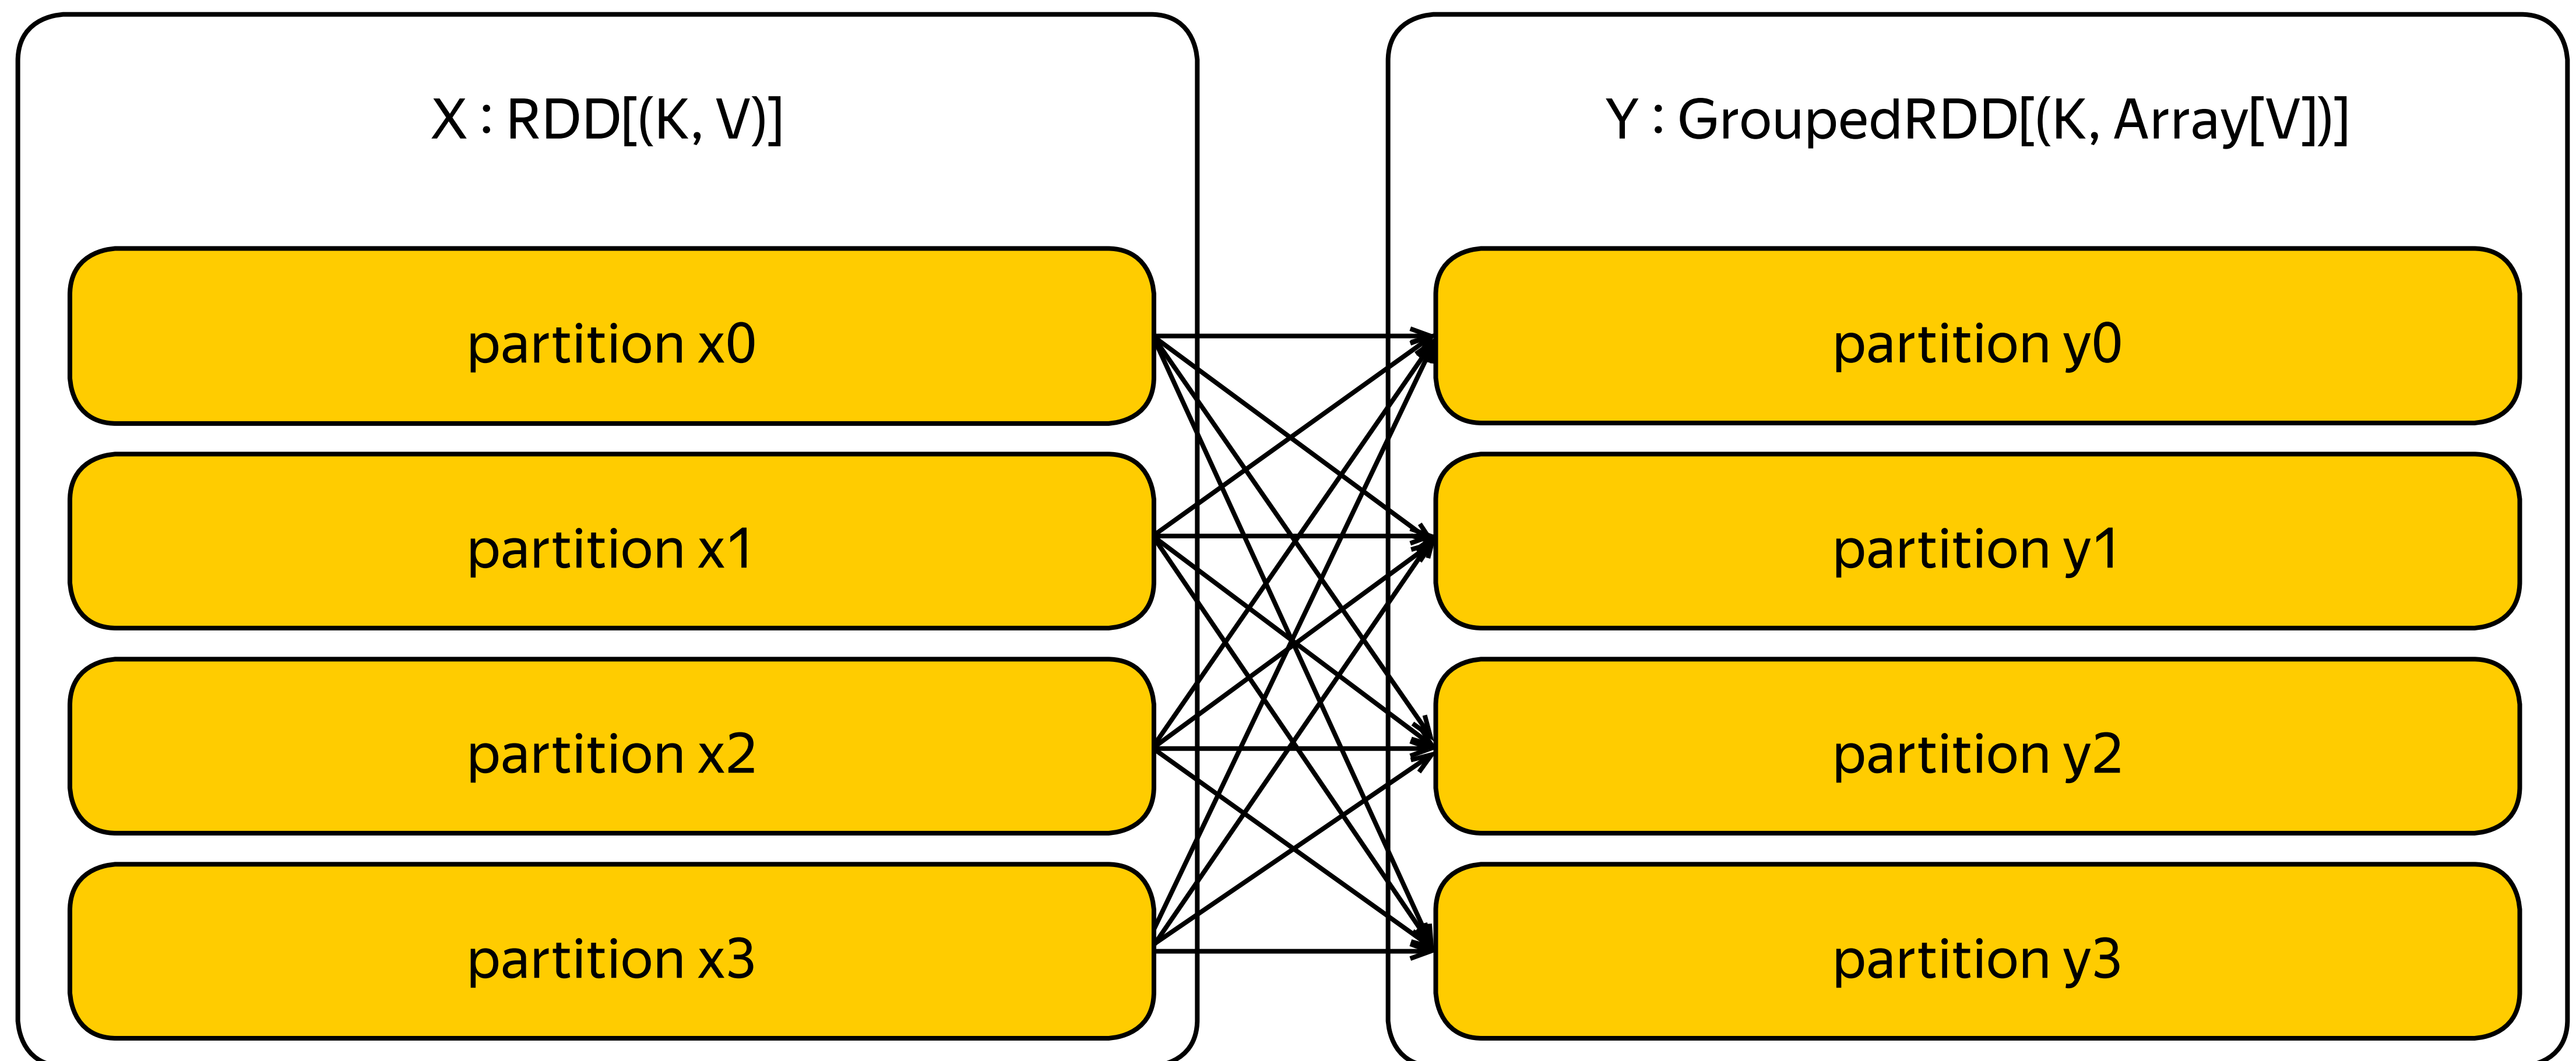 X : RDD[(K, V)]
partition x0
partition x1
partition x2
partition x3
Y : GroupedRDD[(K, Array[V])]
partition y0
partition y1
partition y2
partition y3